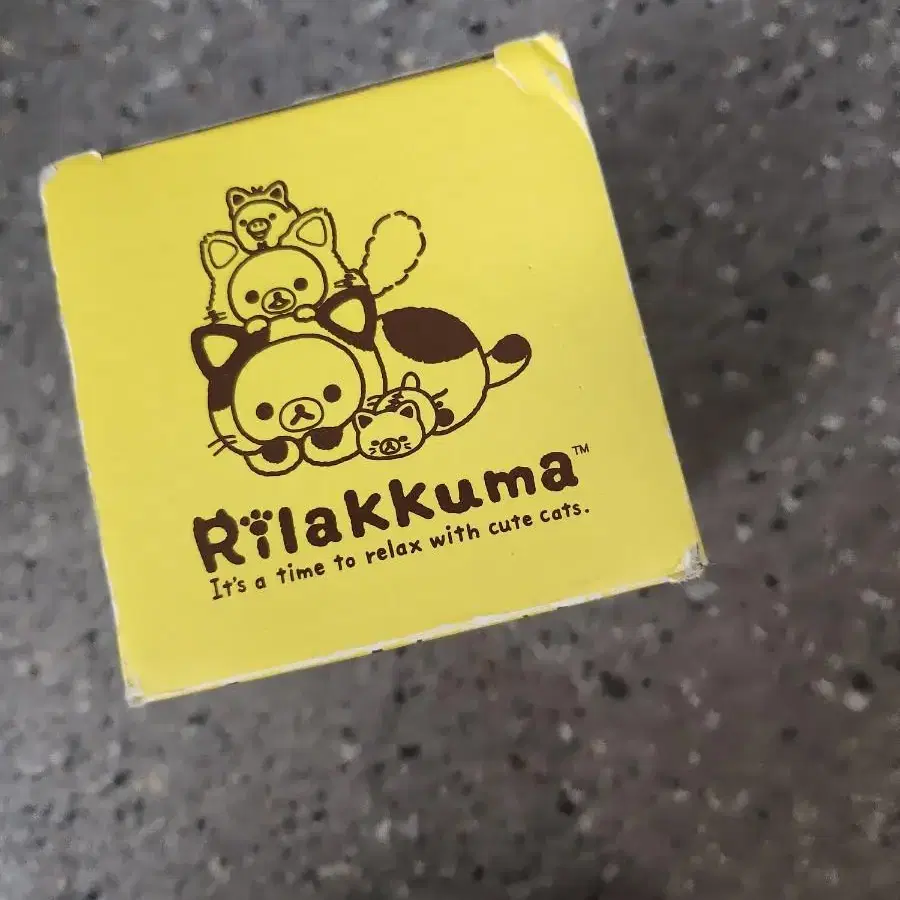 Rilakkuma™
It's a time to relax with cute cats.